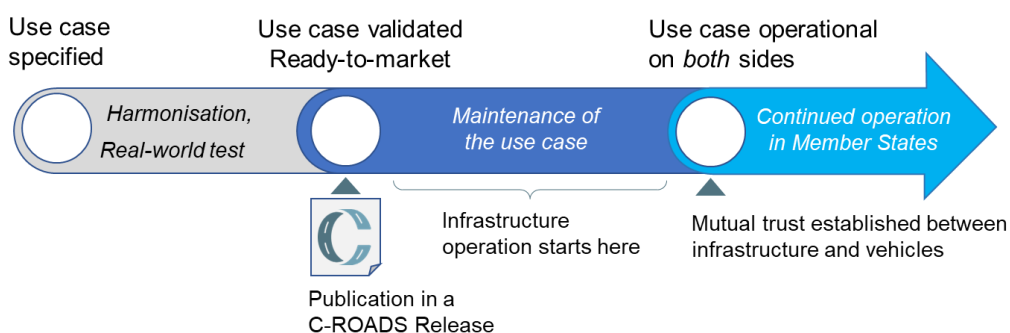 Use case
specified
Use case validated
Ready-to-market
Use case operational
on both sides
Harmonisation,
Real-world test
Maintenance of
the use case
Continued operation
in Member States
C
Publication in a
C-ROADS Release
Infrastructure
operation starts here
Mutual trust established between
infrastructure and vehicles